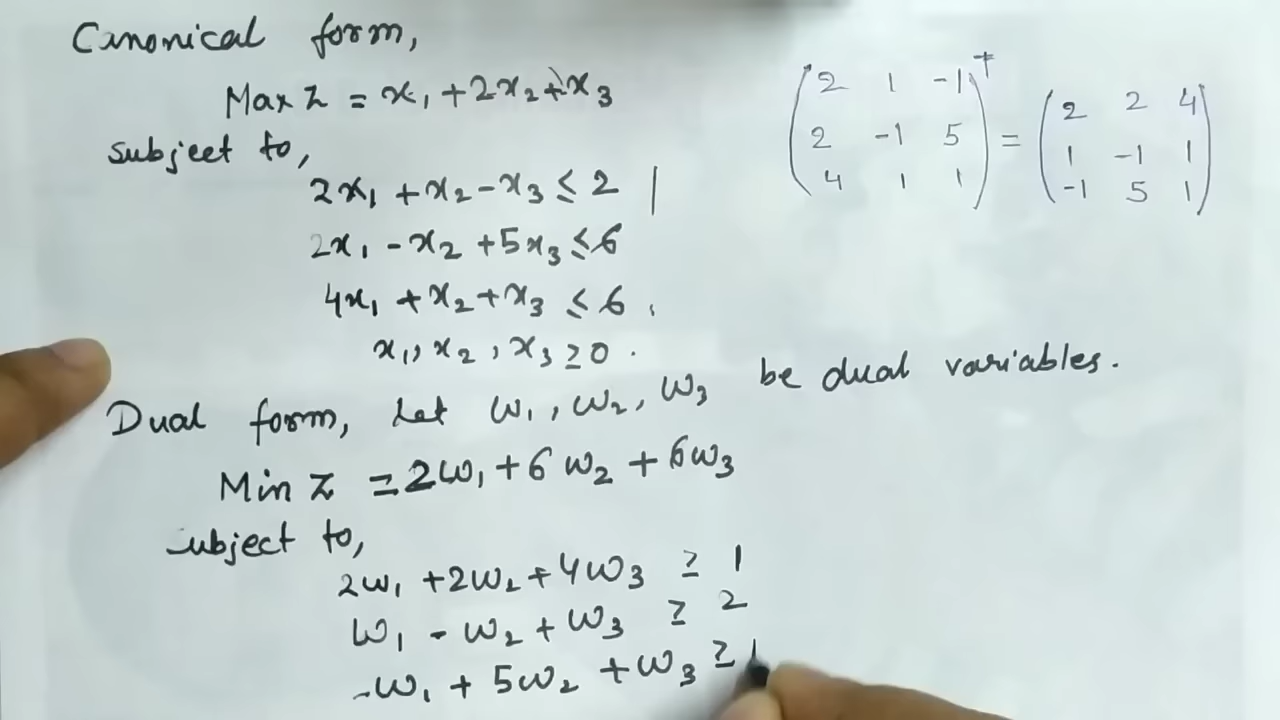 Canonical form,
Max Z = x₁ + 2x₂ + x₃
subject to,
2x₁ + x₂ - x₃ ≤ 2 |
2x₁ - x₂ + 5x₃ ≤ 6
4x₁ + x₂ + x₃ ≤ 6 .
x₁, x₂, x₃ ≥ 0 .
Dual form, Let w₁, w₂, w₃ be dual variables.
Min Z = 2w₁ + 6w₂ + 6w₃
ubject to,
2w₁ + 2w₂ + 4w₃ ≥ 1
w₁ - w₂ + w₃ ≥ 2
-w₁ + 5w₂ + w₃ ≥ 1
(2 1 -1)ᵀ = (2 2 4)
(2 -1 5) (1 -1 1)
(4 1 1) (-1 5 1)